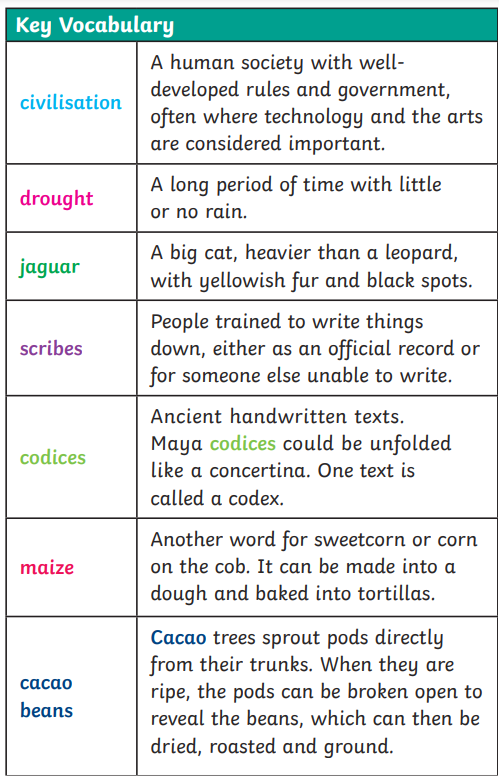 Key Vocabulary
civilisation
A human society with well-
developed rules and government,
often where technology and the arts
are considered important.
drought
A long period of time with little
or no rain.
jaguar
A big cat, heavier than a leopard,
with yellowish fur and black spots.
scribes
People trained to write things
down, either as an official record or
for someone else unable to write.
codices
Ancient handwritten texts.
Maya codices could be unfolded
like a concertina. One text is
called a codex.
maize
Another word for sweetcorn or corn
on the cob. It can be made into a
dough and baked into tortillas.
cacao
beans
Cacao trees sprout pods directly
from their trunks. When they are
ripe, the pods can be broken open to
reveal the beans, which can then be
dried, roasted and ground.